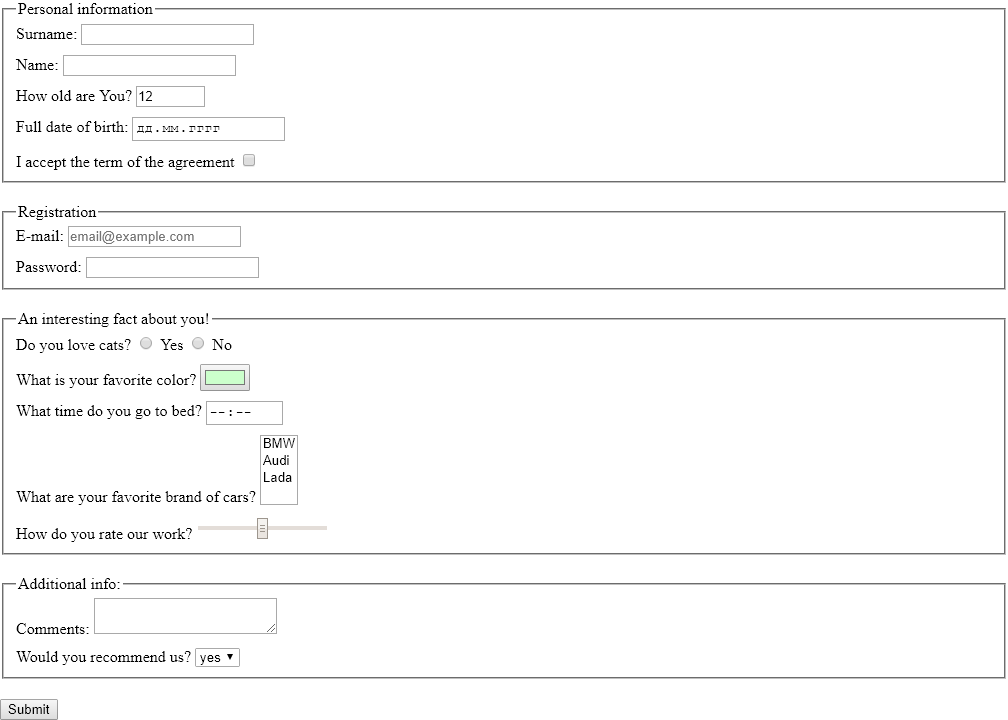 Personal information
Surname:
Name:
How old are You? 12
Full date of birth: дд.мм.гггг
I accept the term of the agreement
Registration
E-mail: email@example.com
Password:
An interesting fact about you!
Do you love cats? Yes No
What is your favorite color?
What time do you go to bed? --:--
BMW
Audi
Lada
What are your favorite brand of cars?
How do you rate our work?
Additional info:
Comments:
Would you recommend us? yes
Submit